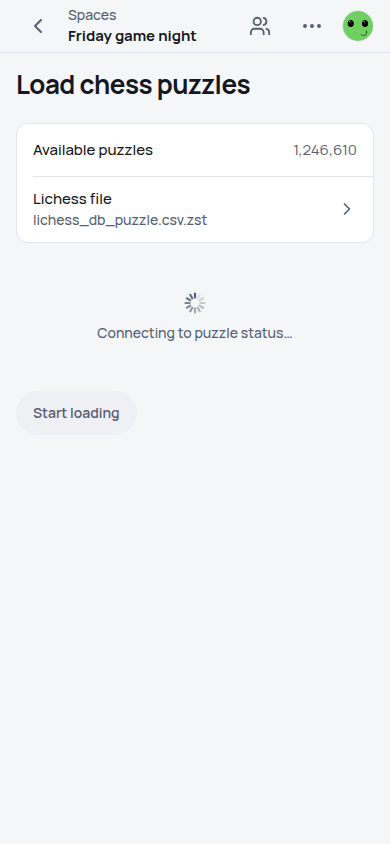 Spaces
Friday game night
Load chess puzzles
Available puzzles
1,246,610
Lichess file
lichess_db_puzzle.csv.zst
Connecting to puzzle status…
Start loading